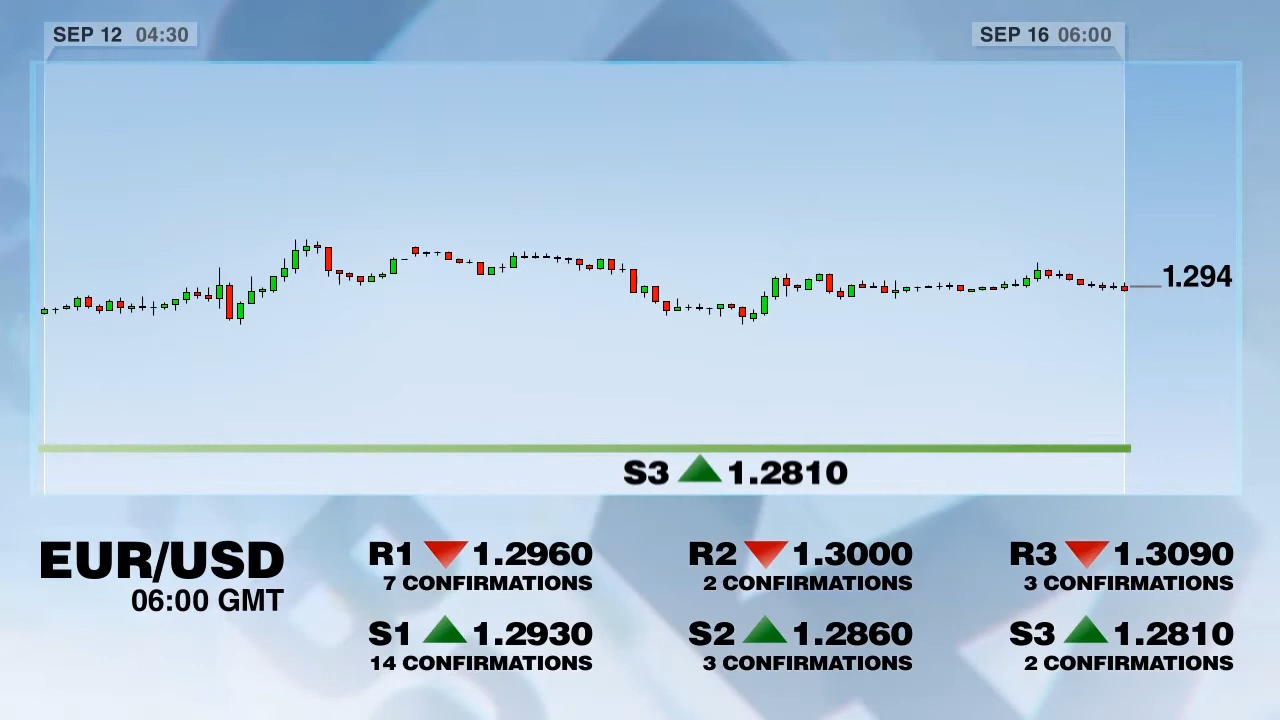 SEP 12 04:30
SEP 16 06:00
1.294
S3 1.2810
EUR/USD
06:00 GMT
R1 1.2960
7 CONFIRMATIONS
R2 1.3000
2 CONFIRMATIONS
R3 1.3090
3 CONFIRMATIONS
S1 1.2930
14 CONFIRMATIONS
S2 1.2860
3 CONFIRMATIONS
S3 1.2810
2 CONFIRMATIONS